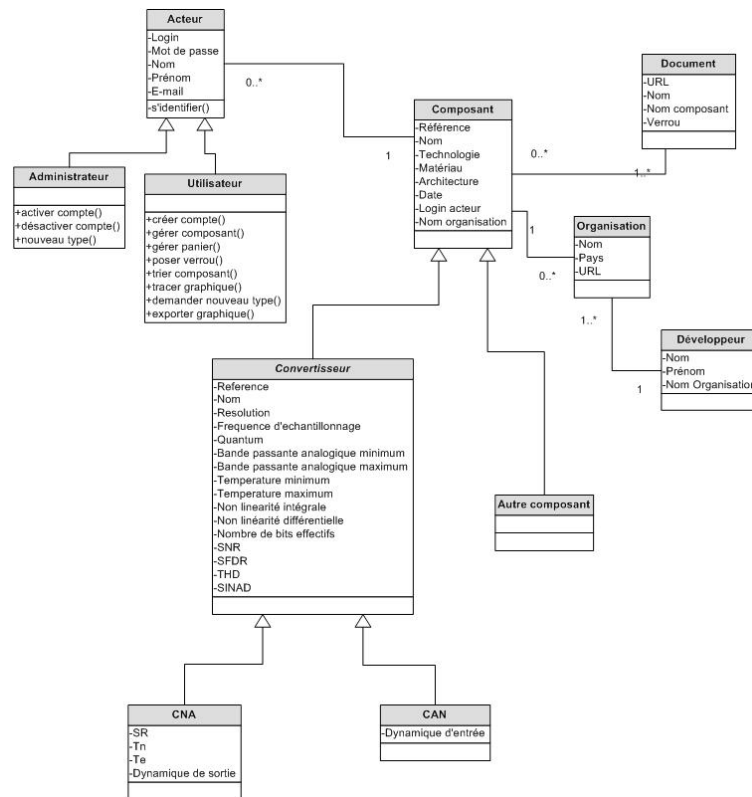 Acteur
-Login
-Mot de passe
-Nom
-Prénom
-E-mail
-s'identifier()
0..*
1
Administrateur
+activer compte()
+désactiver compte()
+nouveau type()
Utilisateur
+créer compte()
+gérer composant()
+gérer panier()
+poser verrou()
+trier composant()
+tracer graphique()
+demander nouveau type()
+exporter graphique()
Composant
-Référence
-Nom
-Technologie
-Matériau
-Architecture
-Date
-Login acteur
-Nom organisation
0..*
1..*
Document
-URL
-Nom
-Nom composant
-Verrou
1
0..*
Organisation
-Nom
-Pays
-URL
1..*
1
Développeur
-Nom
-Prénom
-Nom Organisation
Convertisseur
-Reference
-Nom
-Resolution
-Frequence d'echantillonnage
-Quantum
-Bande passante analogique minimum
-Bande passante analogique maximum
-Temperature minimum
-Temperature maximum
-Non linearité intégrale
-Non linéarité différentielle
-Nombre de bits effectifs
-SNR
-SFDR
-THD
-SINAD
Autre composant
CNA
-SR
-Tn
-Te
-Dynamique de sortie
CAN
-Dynamique d'entrée